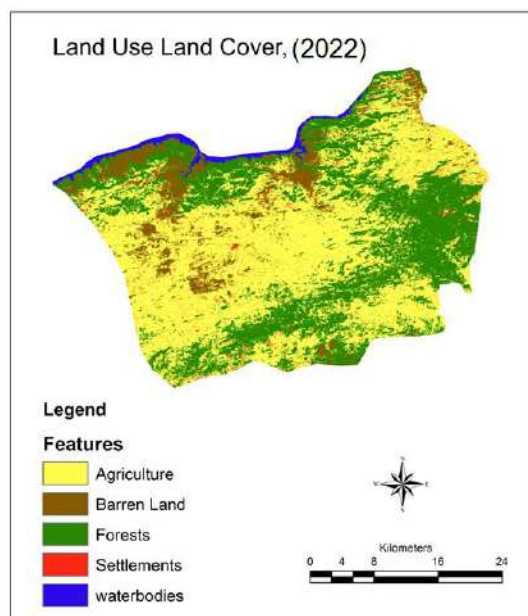 Land Use Land Cover, (2022)
Legend
Features
Agriculture
Barren Land
Forests
Settlements
waterbodies
N
W
E
S
Kilometers
0 4 8 16 24